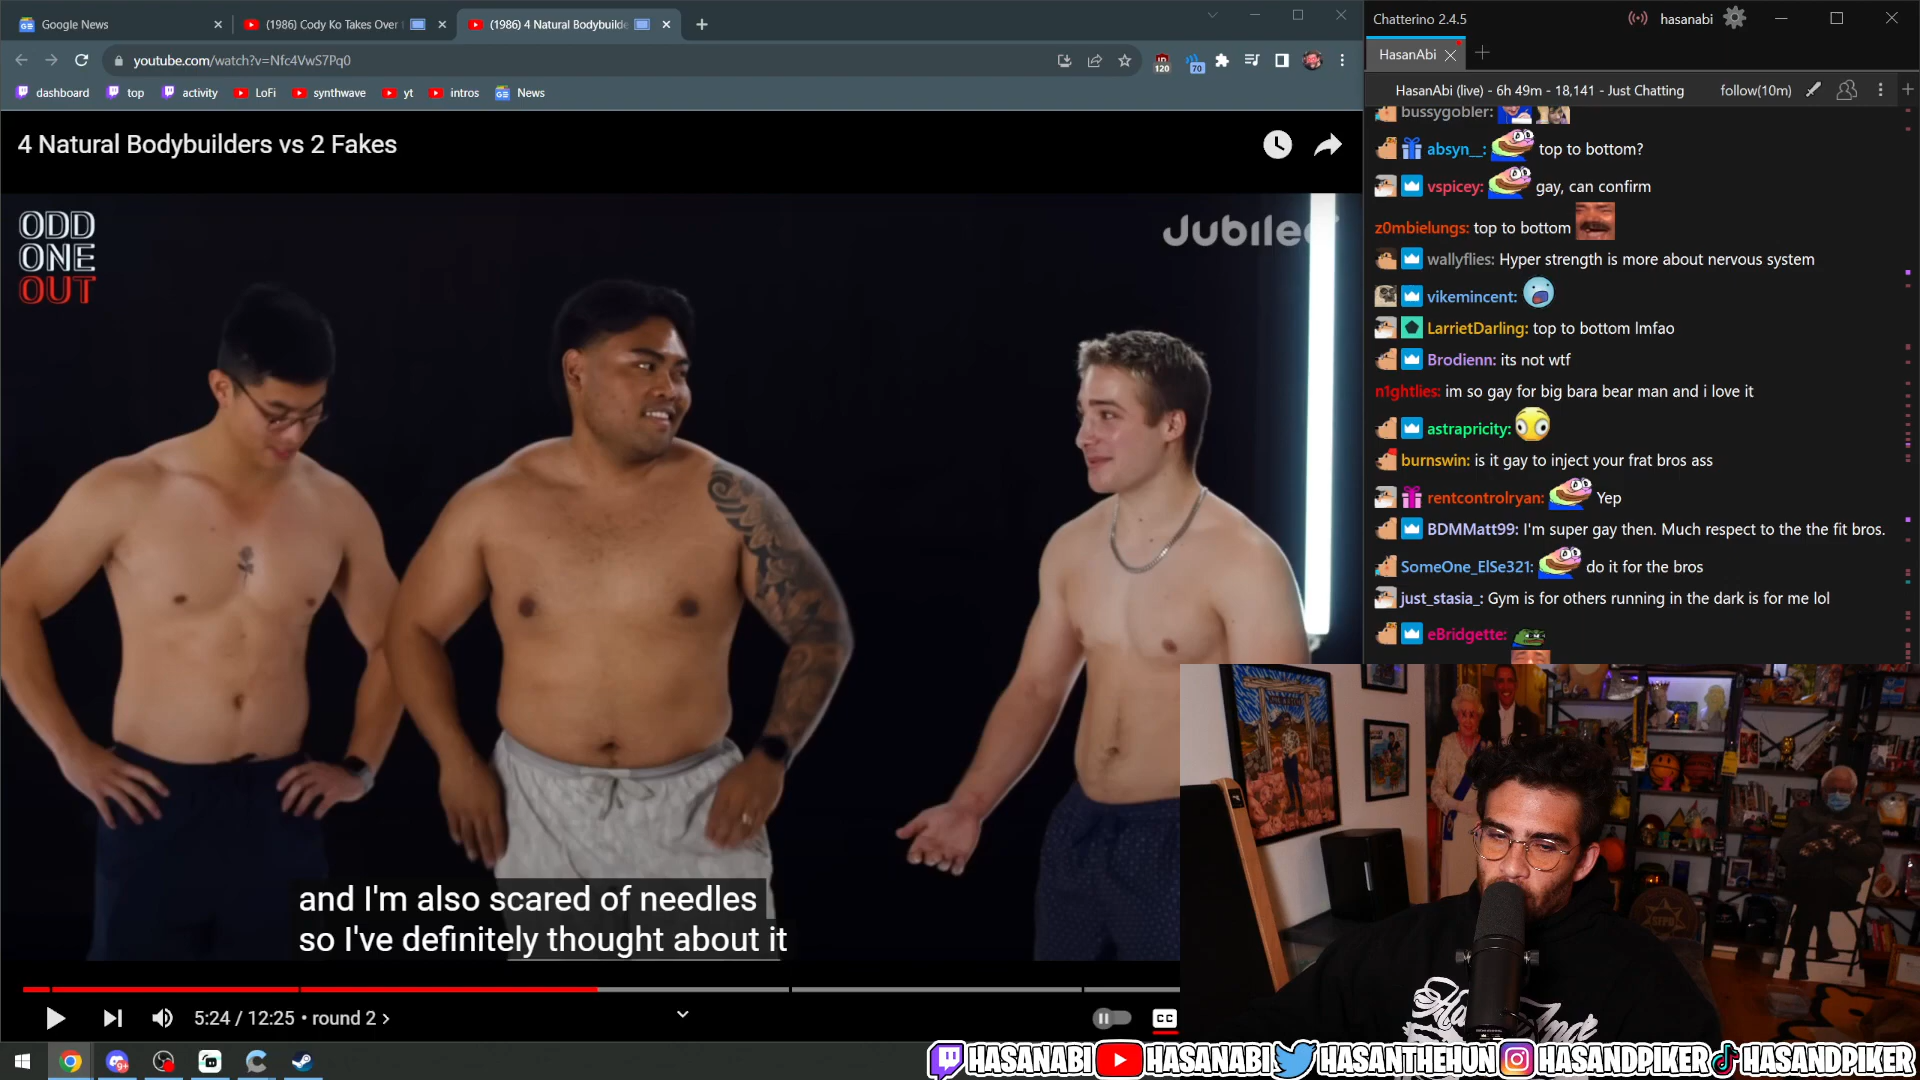 Google News
(1986) Cody Ko Takes Over
(1986) 4 Natural Bodybuilde
youtube.com/watch?v=Nfc4VwS7Pq0
120
70
dashboard
top
activity
LoFi
synthwave
yt
intros
News
4 Natural Bodybuilders vs 2 Fakes
ODD
ONE
OUT
Jubilee
and I'm also scared of needles
so I've definitely thought about it
5:24 / 12:25 • round 2 >
CC
Chatterino 2.4.5
hasanabi
HasanAbi
HasanAbi (live) - 6h 49m - 18,141 - Just Chatting
follow(10m)
bussygobler:
absyn__: top to bottom?
vspicey: gay, can confirm
z0mbielungs: top to bottom
wallyflies: Hyper strength is more about nervous system
vikemincent:
LarrietDarling: top to bottom lmfao
Brodienn: its not wtf
n1ghtlies: im so gay for big bara bear man and i love it
astrapricity:
burnswin: is it gay to inject your frat bros ass
rentcontrolryan: Yep
BDMMatt99: I'm super gay then. Much respect to the the fit bros.
SomeOne_ElSe321: do it for the bros
just_stasia_: Gym is for others running in the dark is for me lol
eBridgette:
HASANABI
HASANABI
HASANTHEHUN
HASANDPIKER
HASANDPIKER